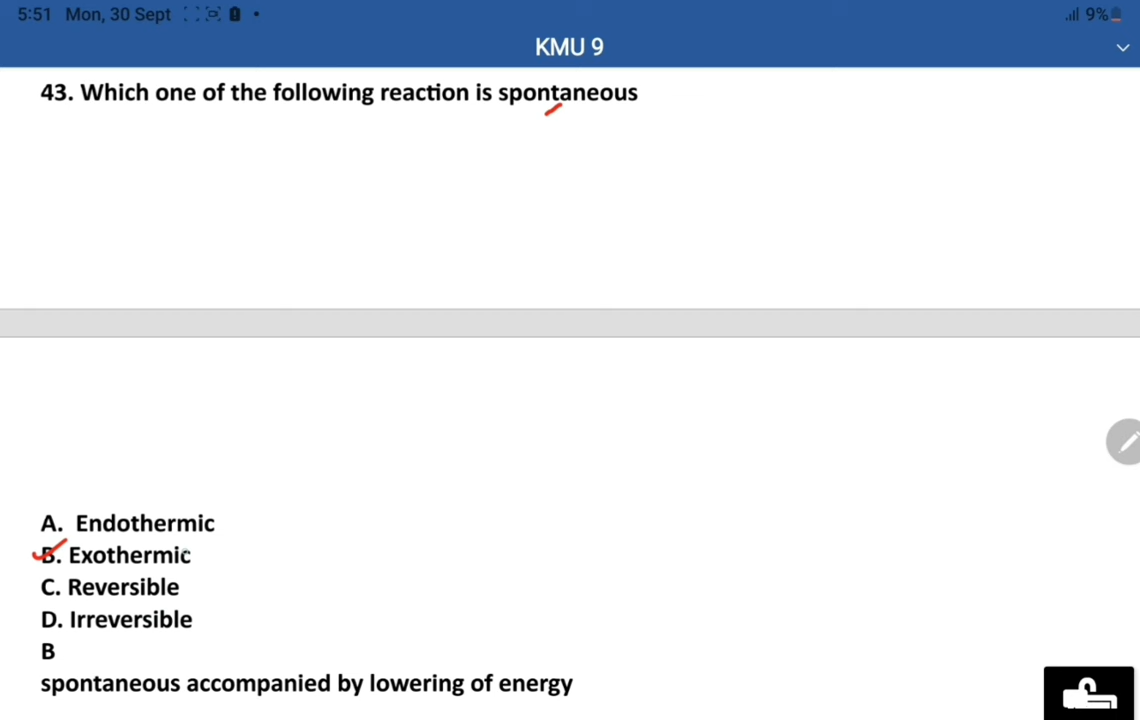 5:51 Mon, 30 Sept 9%
KMU 9
43. Which one of the following reaction is spontaneous
A. Endothermic
B. Exothermic
C. Reversible
D. Irreversible
B
spontaneous accompanied by lowering of energy